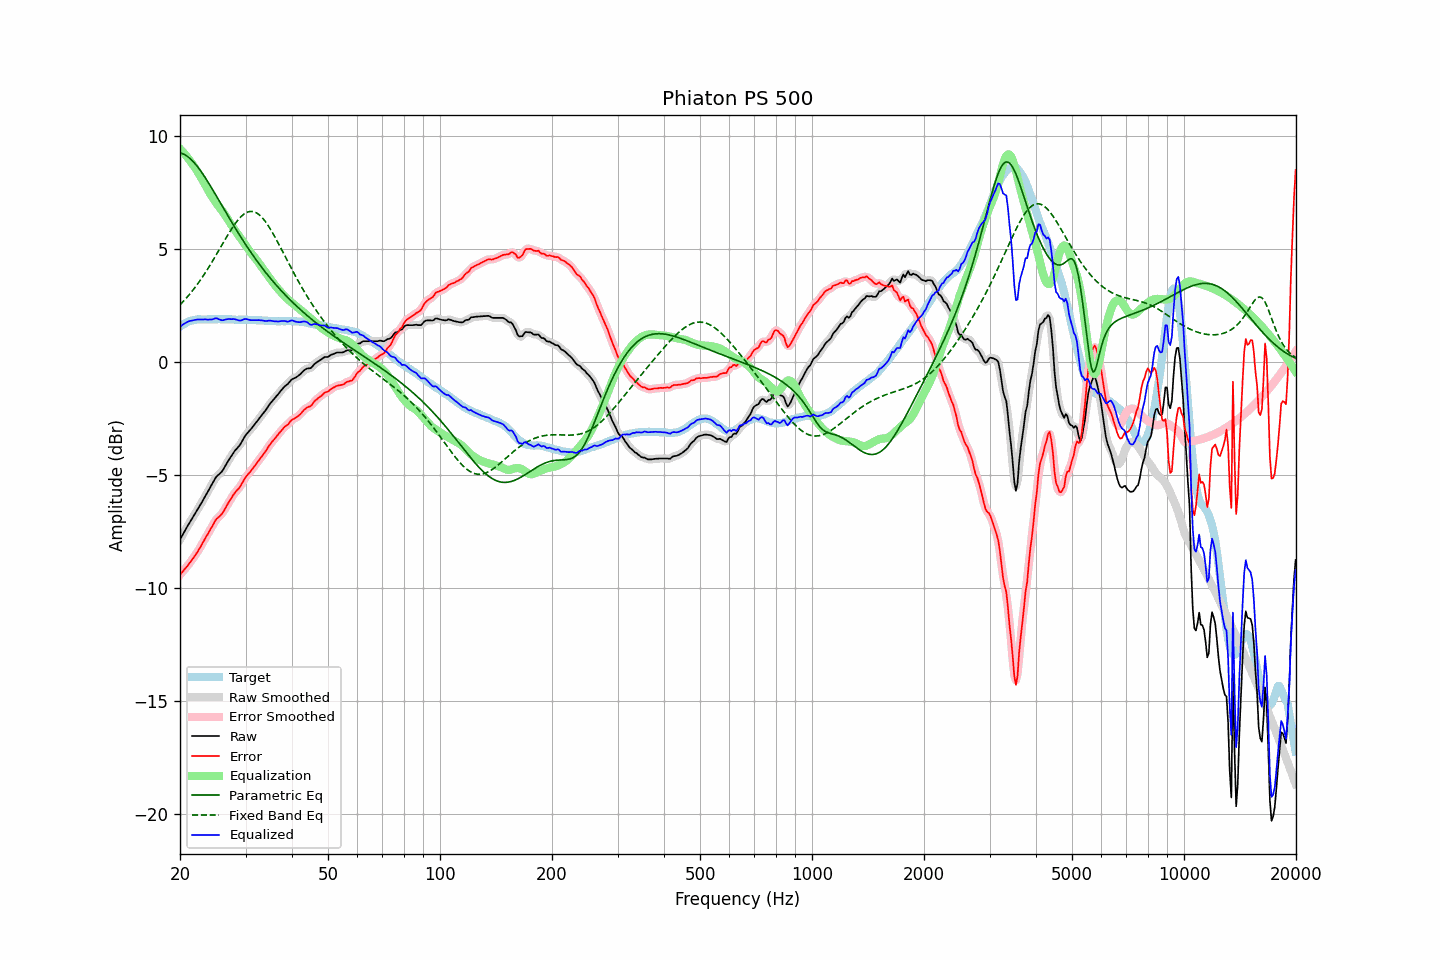 Phiaton PS 500
10
5
0
−5
−10
−15
−20
Amplitude (dBr)
Target
Raw Smoothed
Error Smoothed
Raw
Error
Equalization
Parametric Eq
Fixed Band Eq
Equalized
20 50 100 200 500 1000 2000 5000 10000 20000
Frequency (Hz)